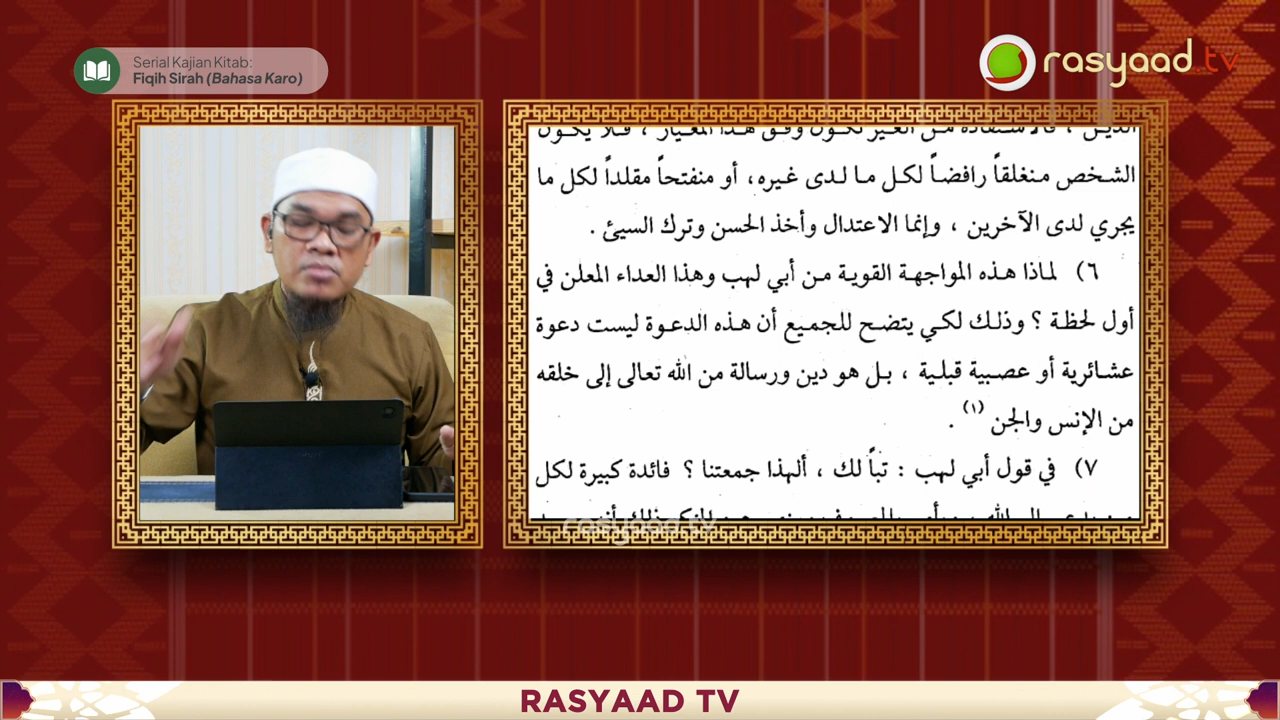 Serial Kajian Kitab:
Fiqih Sirah (Bahasa Karo)
rasyaad tv
الشخص منغلقاً رافضاً لكل ما لدى غيره، أو منفتحاً مقلداً لكل ما
يجري لدى الآخرين ، وإنما الاعتدال وأخذ الحسن وترك السيئ .
٦) لماذا هذه المواجهة القوية من أبي لهب وهذا العداء المعلن في
أول لحظة ؟ وذلك لكي يتضح للجميع أن هذه الدعوة ليست دعوة
عشائرية أو عصبية قبلية ، بل هو دين ورسالة من الله تعالى إلى خلقه
من الإنس والجن (١) .
٧) في قول أبي لهب : تباً لك ، ألهذا جمعتنا ؟ فائدة كبيرة لكل
rasyaad tv
RASYAAD TV